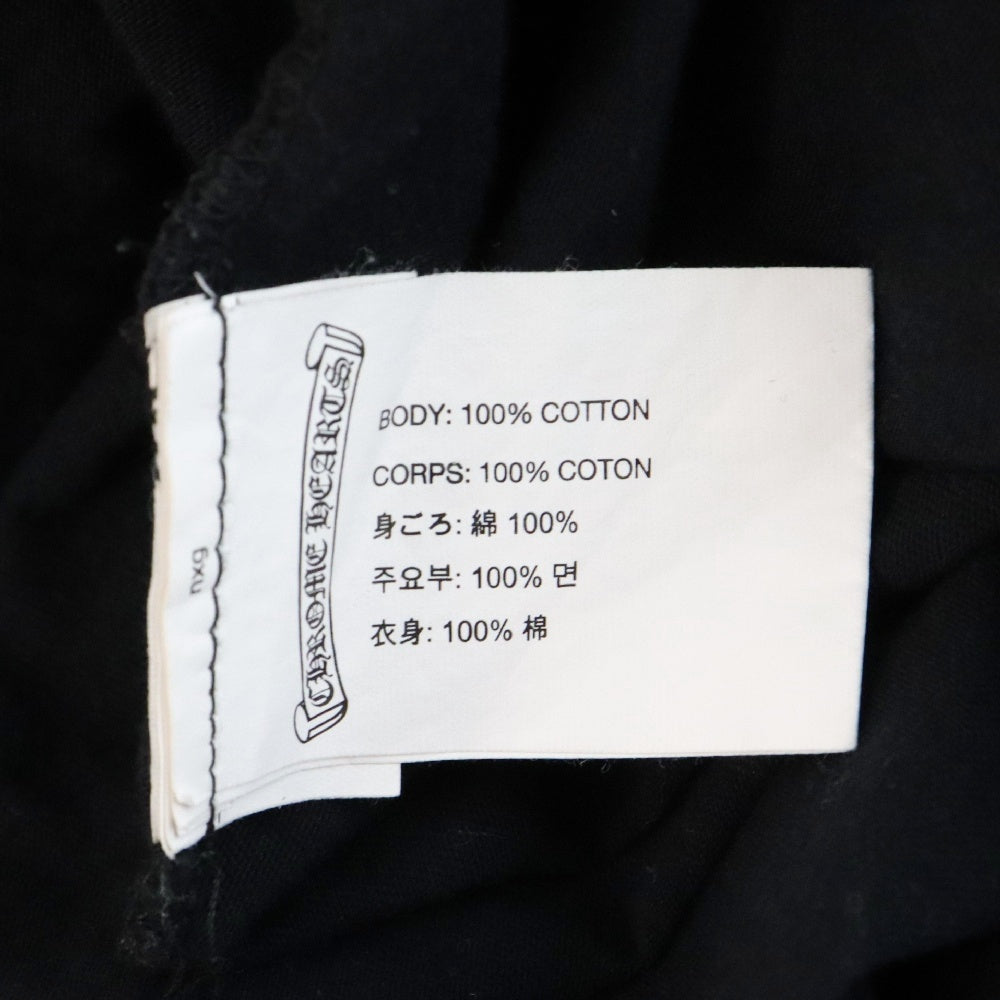 CHROME HEARTS
BODY: 100% COTTON
CORPS: 100% COTON
身ごろ: 綿 100%
주요부: 100% 면
衣身: 100% 棉
nxg